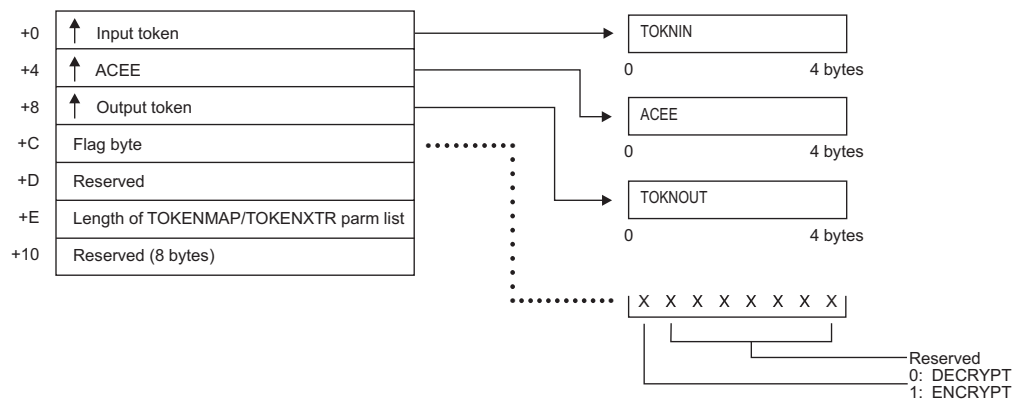 +0 Input token
+4 ACEE
+8 Output token
+C Flag byte
+D Reserved
+E Length of TOKENMAP/TOKENXTR parm list
+10 Reserved (8 bytes)
TOKNIN
0 4 bytes
ACEE
0 4 bytes
TOKNOUT
0 4 bytes
X X X X X X X X
Reserved
0: DECRYPT
1: ENCRYPT